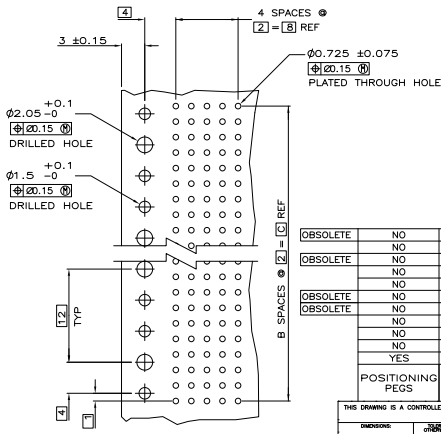 4
4 SPACES @
2 = 8 REF
3 ±0.15
Ø0.725 ±0.075
⌖ Ø0.15 Ⓜ
PLATED THROUGH HOLE
+0.1
Ø2.05 -0
⌖ Ø0.15 Ⓜ
DRILLED HOLE
+0.1
Ø1.5 -0
⌖ Ø0.15 Ⓜ
DRILLED HOLE
B SPACES @ 2 = C REF
12 TYP
4
1
OBSOLETE NO
NO
OBSOLETE NO
NO
NO
OBSOLETE NO
OBSOLETE NO
NO
NO
NO
YES
POSITIONING
PEGS
THIS DRAWING IS A CONTROLLE
DIMENSIONS: